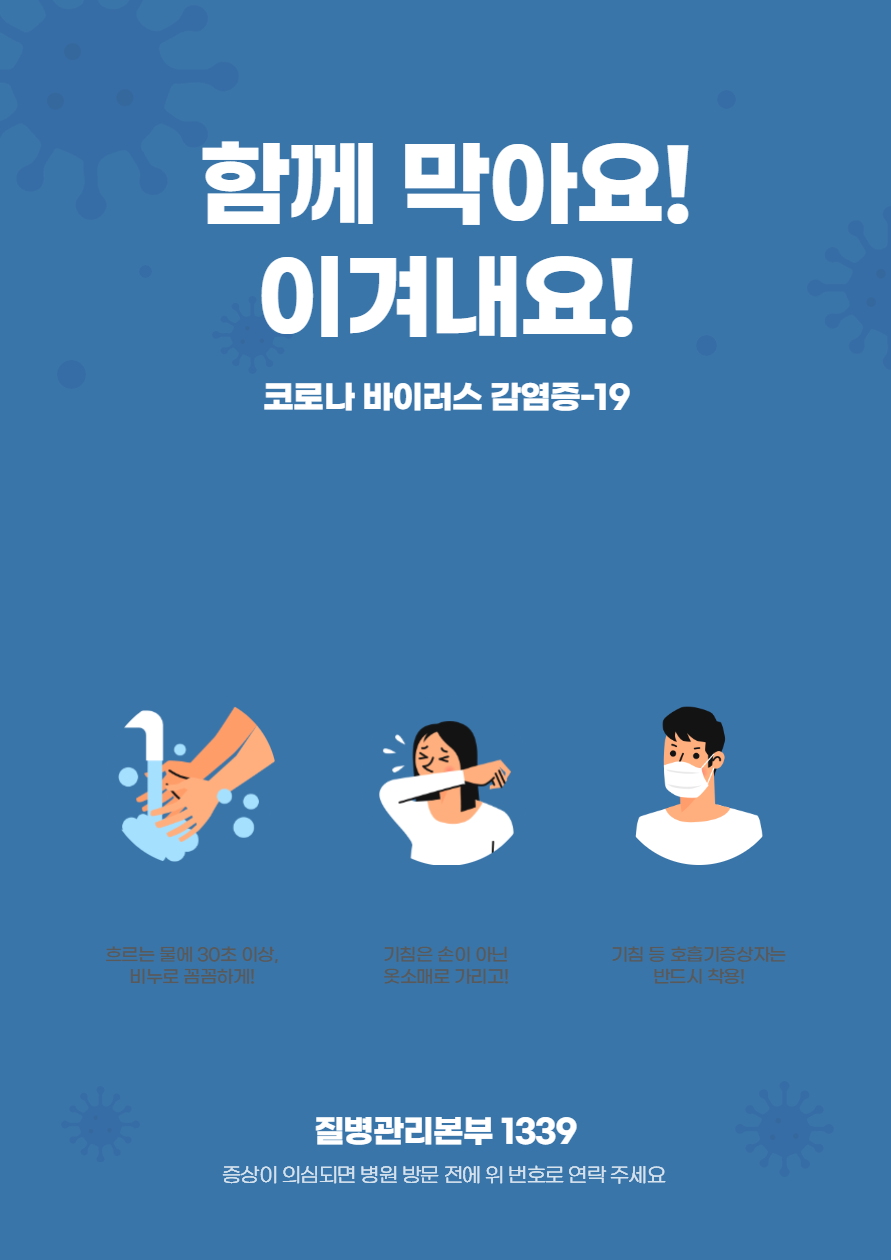 함께 막아요!
이겨내요!
코로나 바이러스 감염증-19
흐르는 물에 30초 이상,
비누로 꼼꼼하게!
기침은 손이 아닌
옷소매로 가리고!
기침 등 호흡기증상자는
반드시 착용!
질병관리본부 1339
증상이 의심되면 병원 방문 전에 위 번호로 연락 주세요